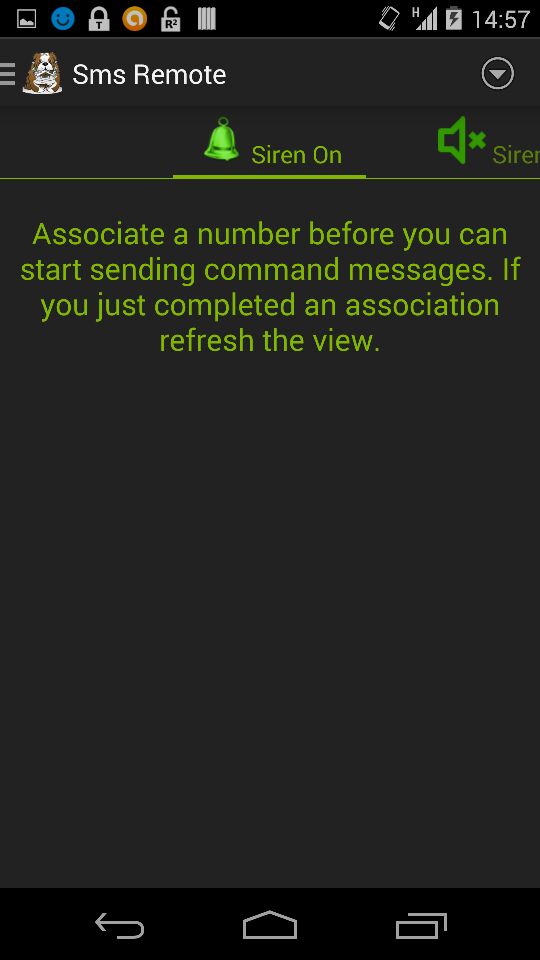 T
R²
H
14:57
Sms Remote
Siren On
Siren
Associate a number before you can
start sending command messages. If
you just completed an association
refresh the view.